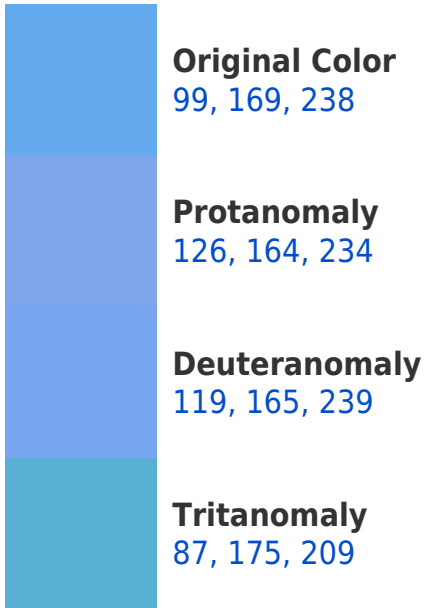 Original Color
99, 169, 238
Protanomaly
126, 164, 234
Deuteranomaly
119, 165, 239
Tritanomaly
87, 175, 209